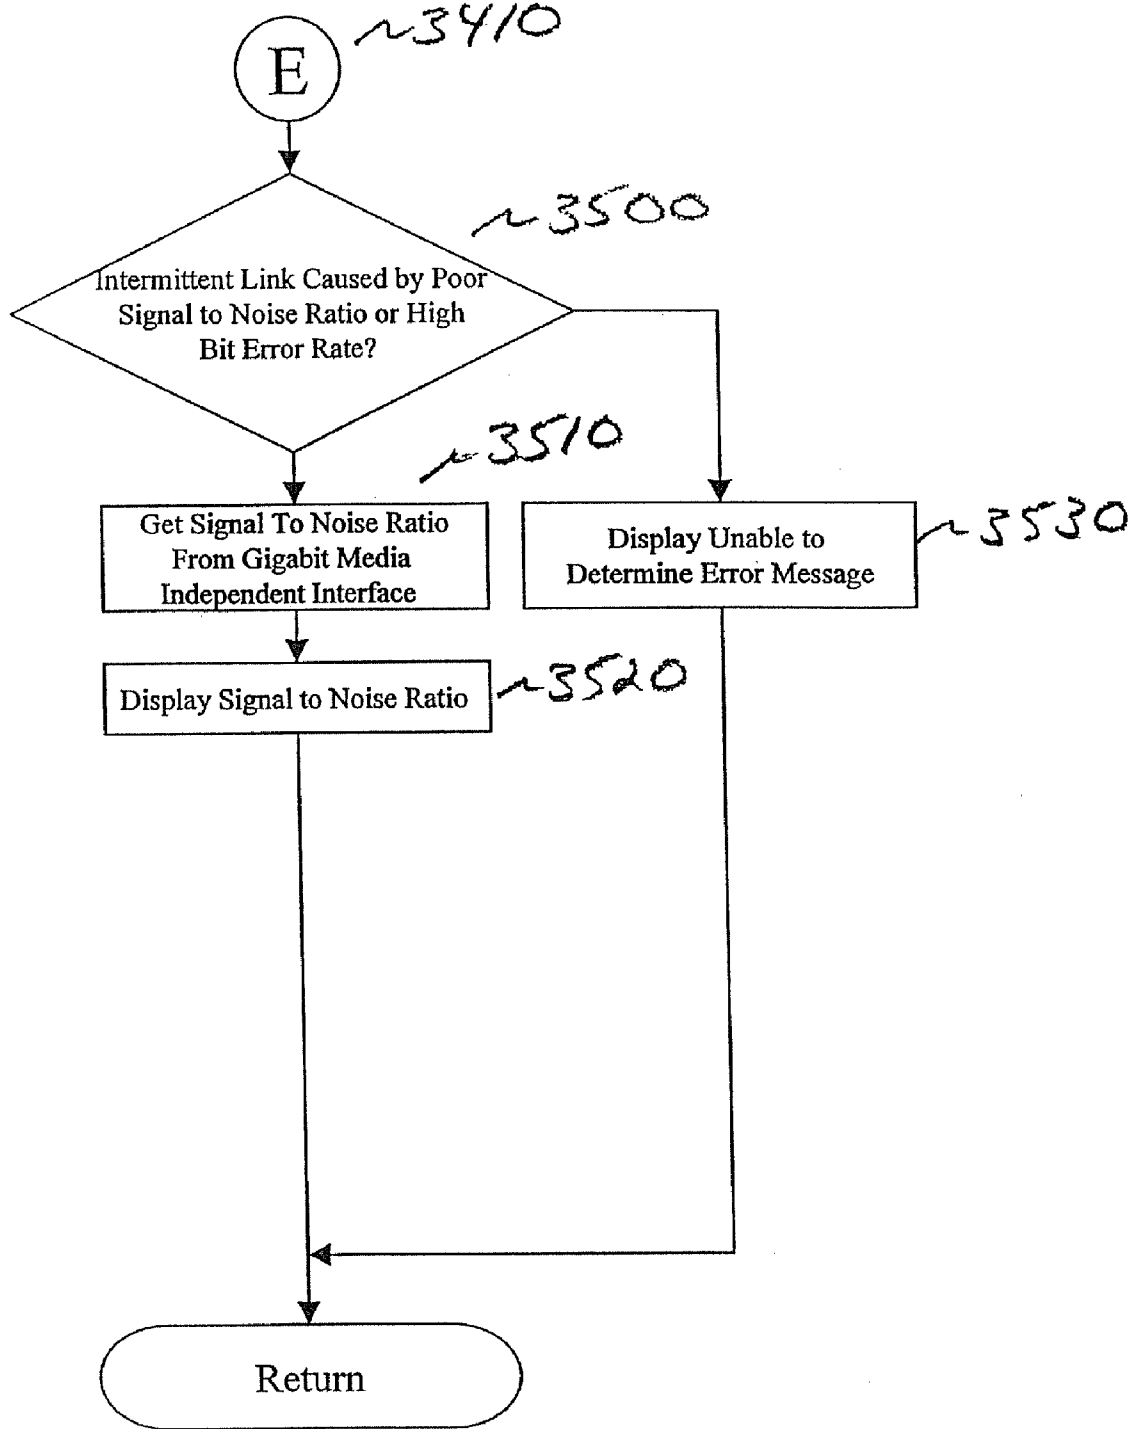 ~3410
E
~3500
Intermittent Link Caused by Poor
Signal to Noise Ratio or High
Bit Error Rate?
~3510
Get Signal To Noise Ratio
From Gigabit Media
Independent Interface
Display Unable to
Determine Error Message
~3530
Display Signal to Noise Ratio
~3520
Return